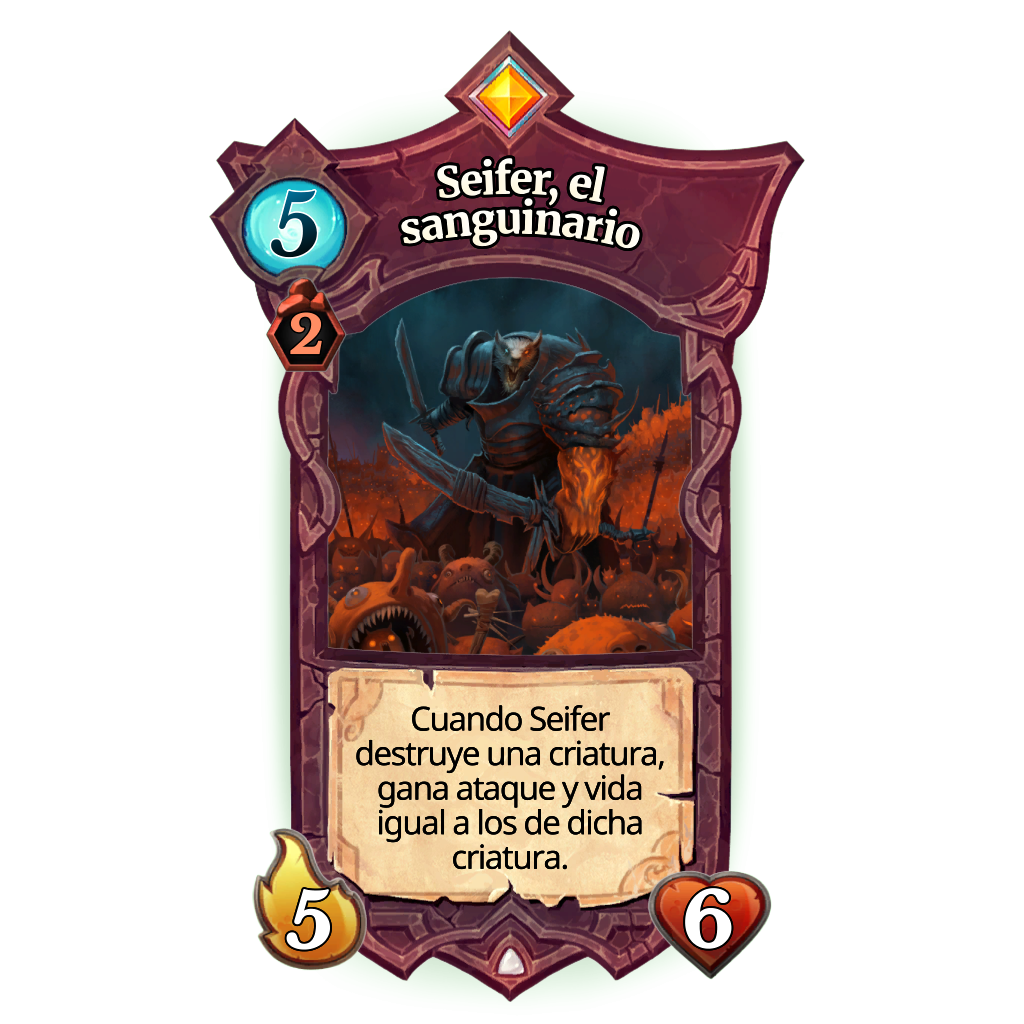 5
Seifer, el
sanguinario
2
Cuando Seifer
destruye una criatura,
gana ataque y vida
igual a los de dicha
criatura.
5
6